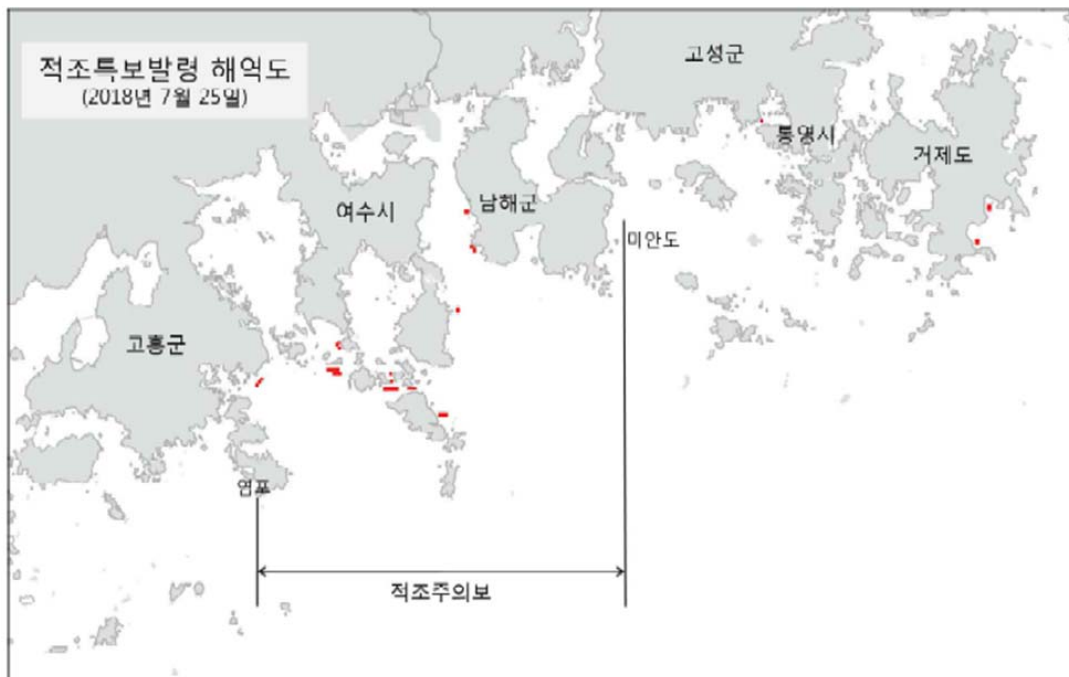 적조특보발령 해역도
(2018년 7월 25일)
고성군
통영시
거제도
여수시
남해군
미안도
고흥군
염포
적조주의보